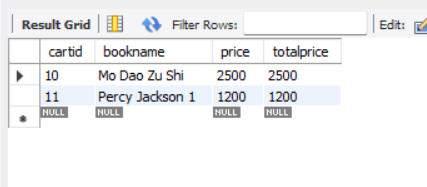 Result Grid Filter Rows: Edit:
cartid bookname price totalprice
10 Mo Dao Zu Shi 2500 2500
11 Percy Jackson 1 1200 1200
NULL NULL NULL NULL